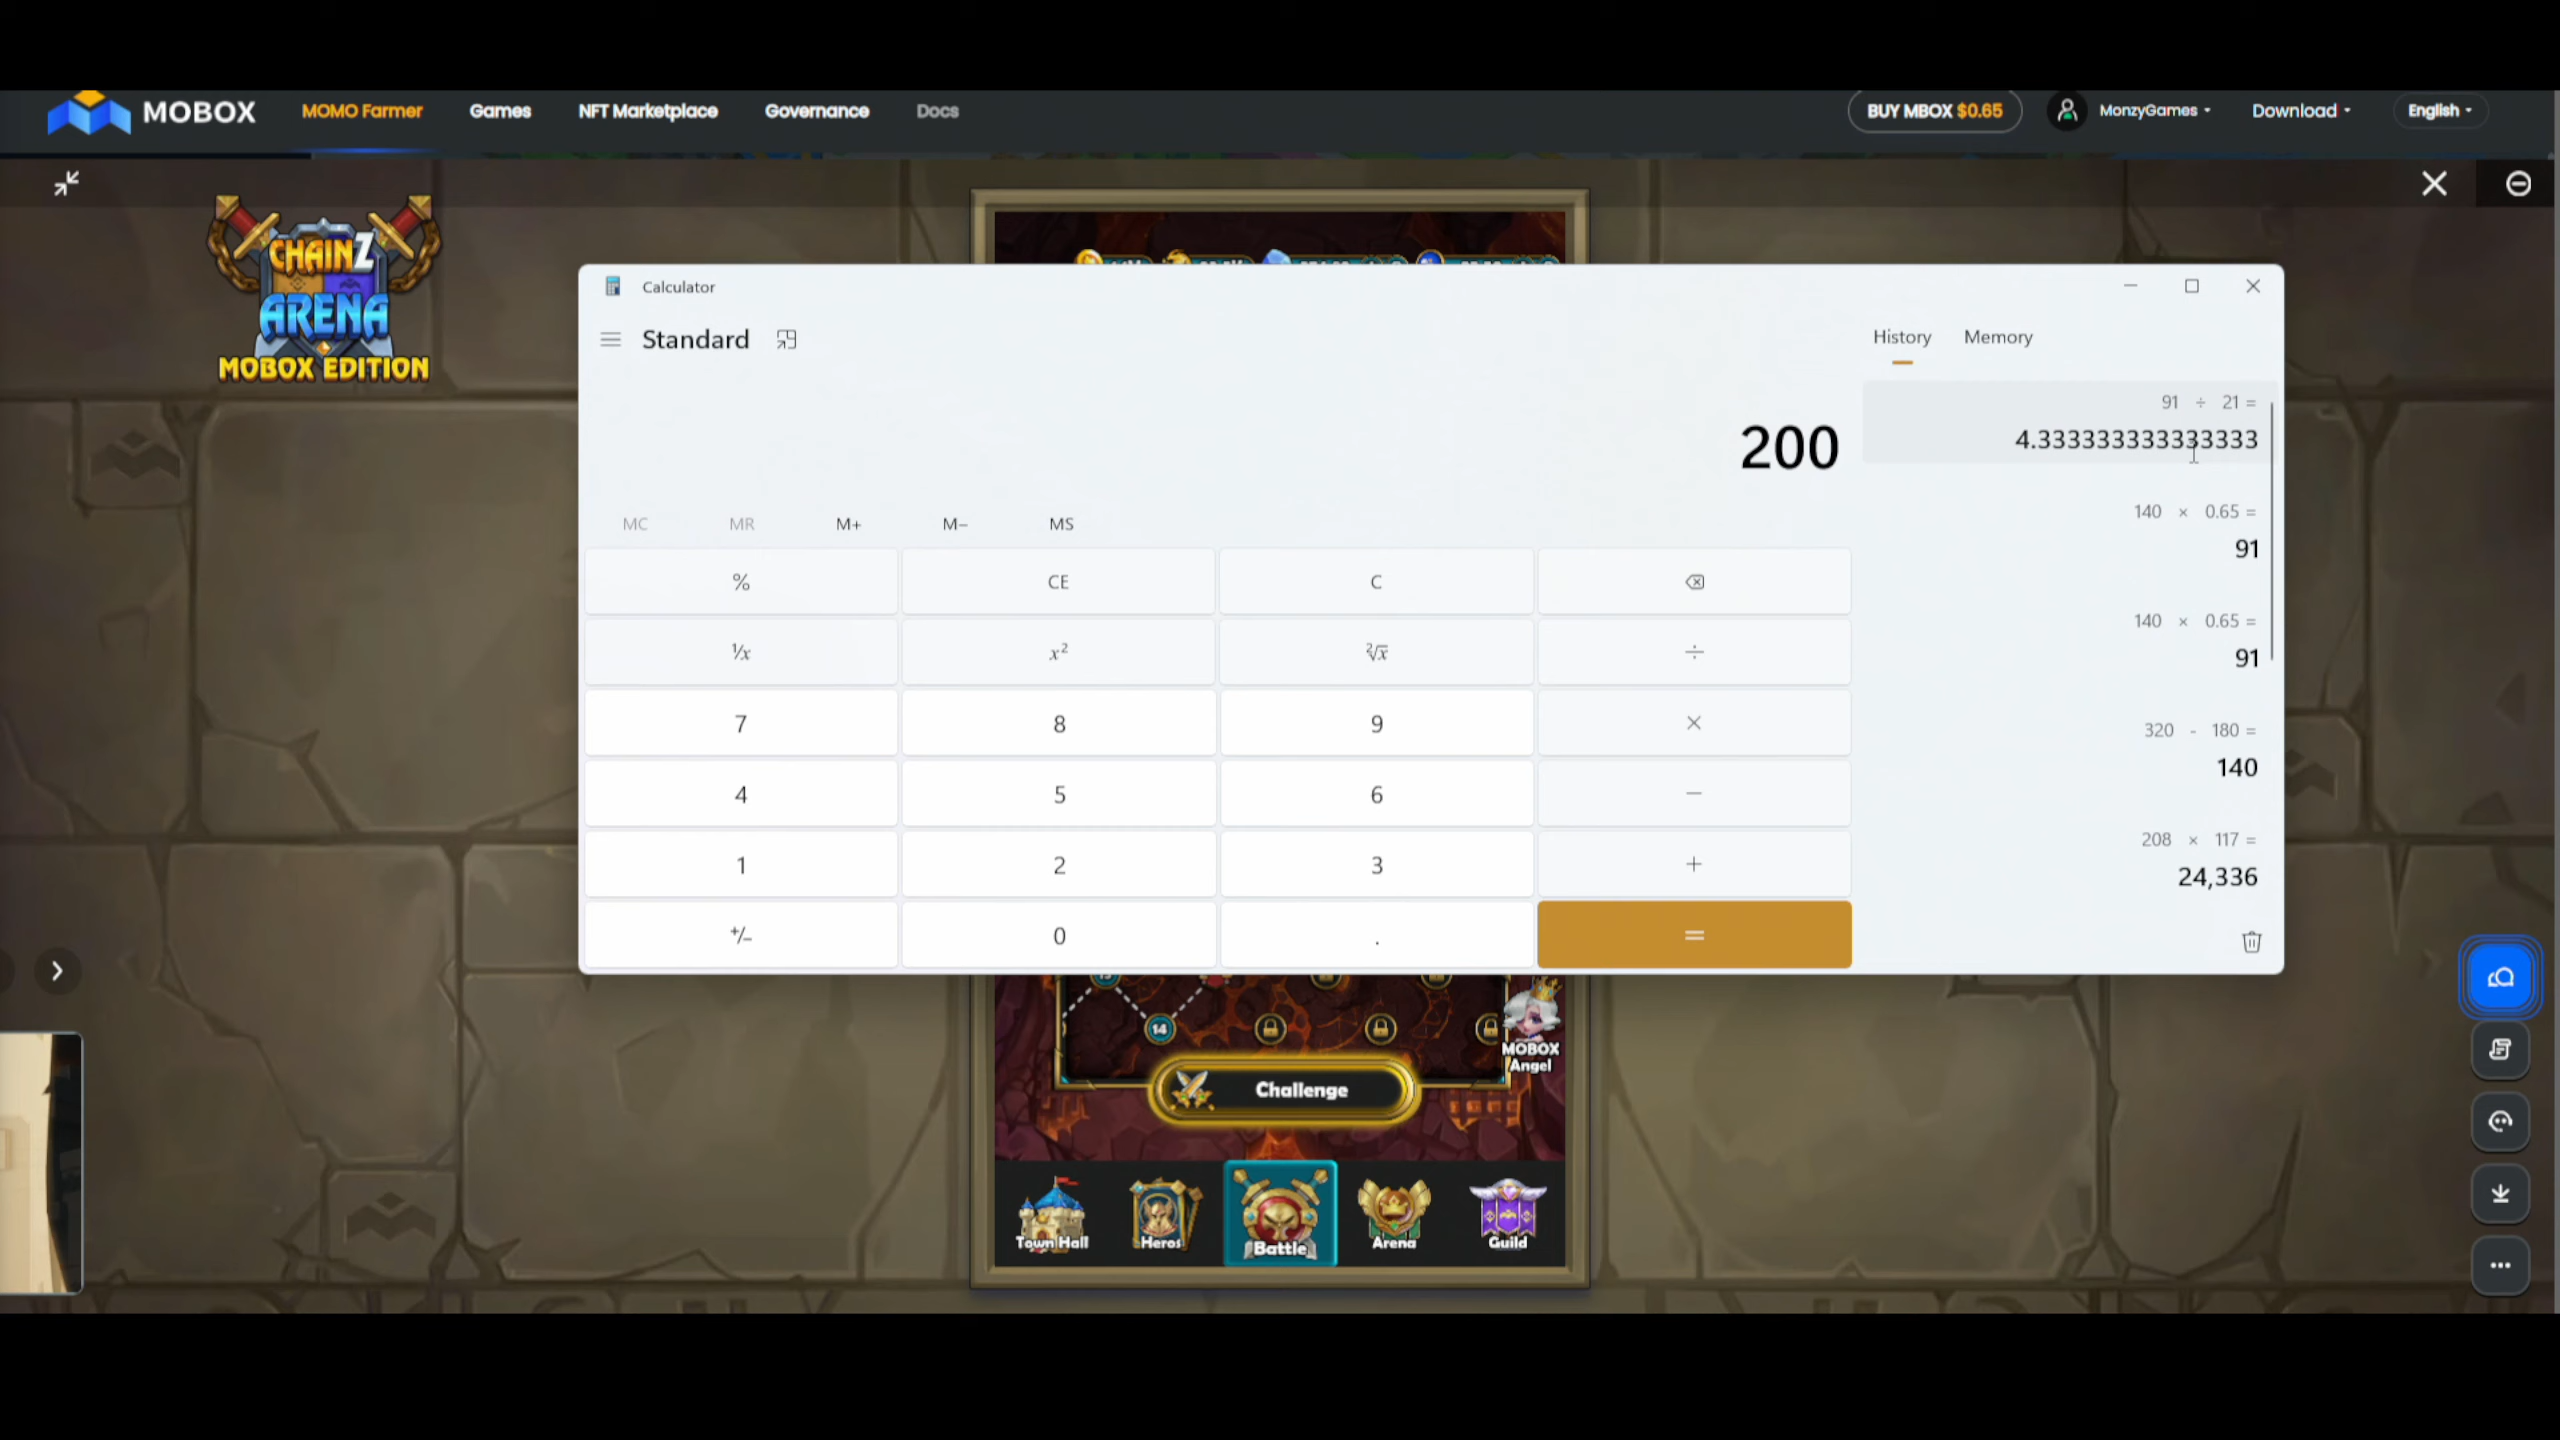 MOBOX MOMO Farmer Games NFT Marketplace Governance Docs BUY MBOX $0.65 MonzyGames Download English
CHAINZ
ARENA
MOBOX EDITION
Calculator
Standard
History Memory
200
91 ÷ 21 =
4.333333333333333
140 × 0.65 =
91
140 × 0.65 =
91
320 - 180 =
140
208 × 117 =
24,336
MC MR M+ M− MS
% CE C
⅟x x² ²√x ÷
7 8 9 ×
4 5 6 −
1 2 3 +
+/− 0 . =
14
MOBOX
Angel
Challenge
Town Hall Heros Battle Arena Guild